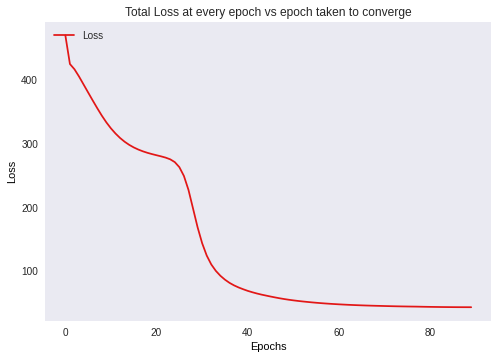 Total Loss at every epoch vs epoch taken to converge
Loss
400
300
200
100
Loss
0 20 40 60 80
Epochs